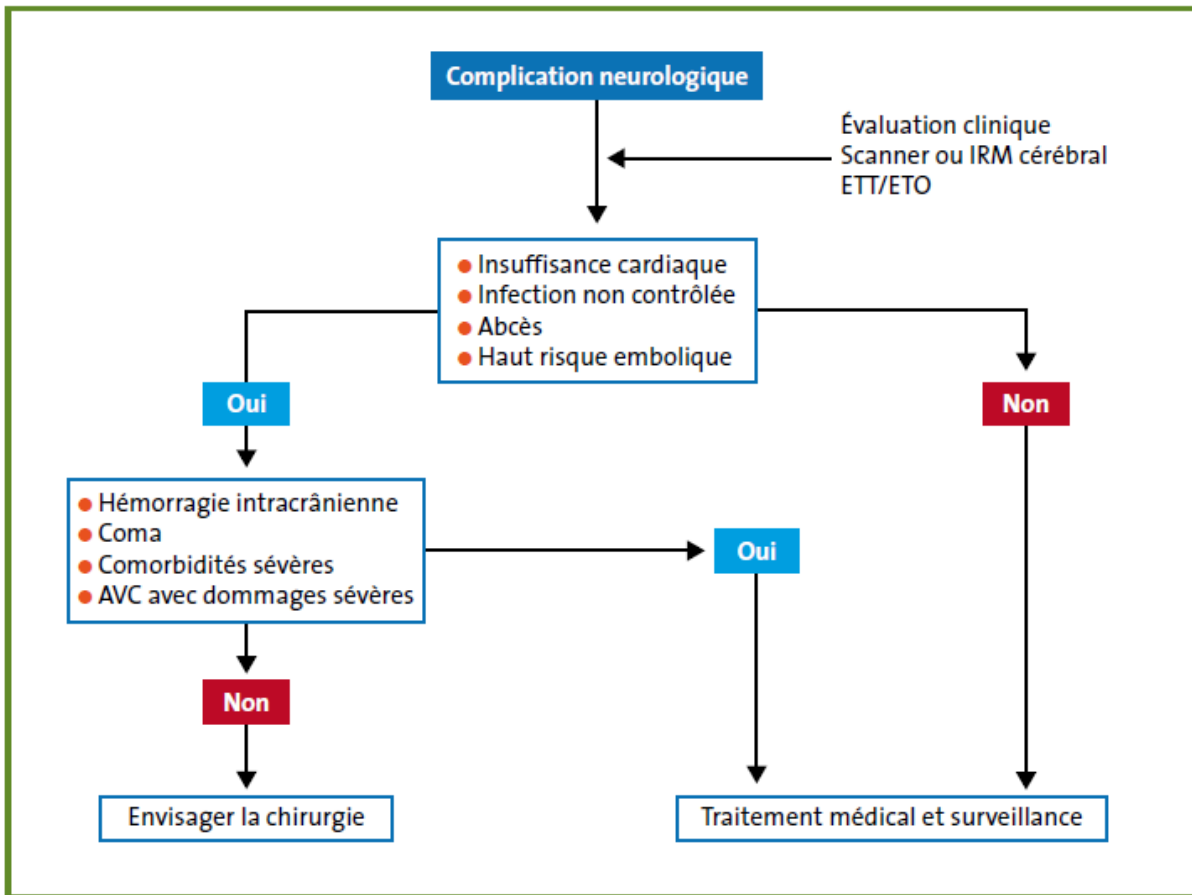 Complication neurologique
Évaluation clinique
Scanner ou IRM cérébral
ETT/ETO
● Insuffisance cardiaque
● Infection non contrôlée
● Abcès
● Haut risque embolique
Oui
Non
● Hémorragie intracrânienne
● Coma
● Comorbidités sévères
● AVC avec dommages sévères
Oui
Non
Envisager la chirurgie
Traitement médical et surveillance